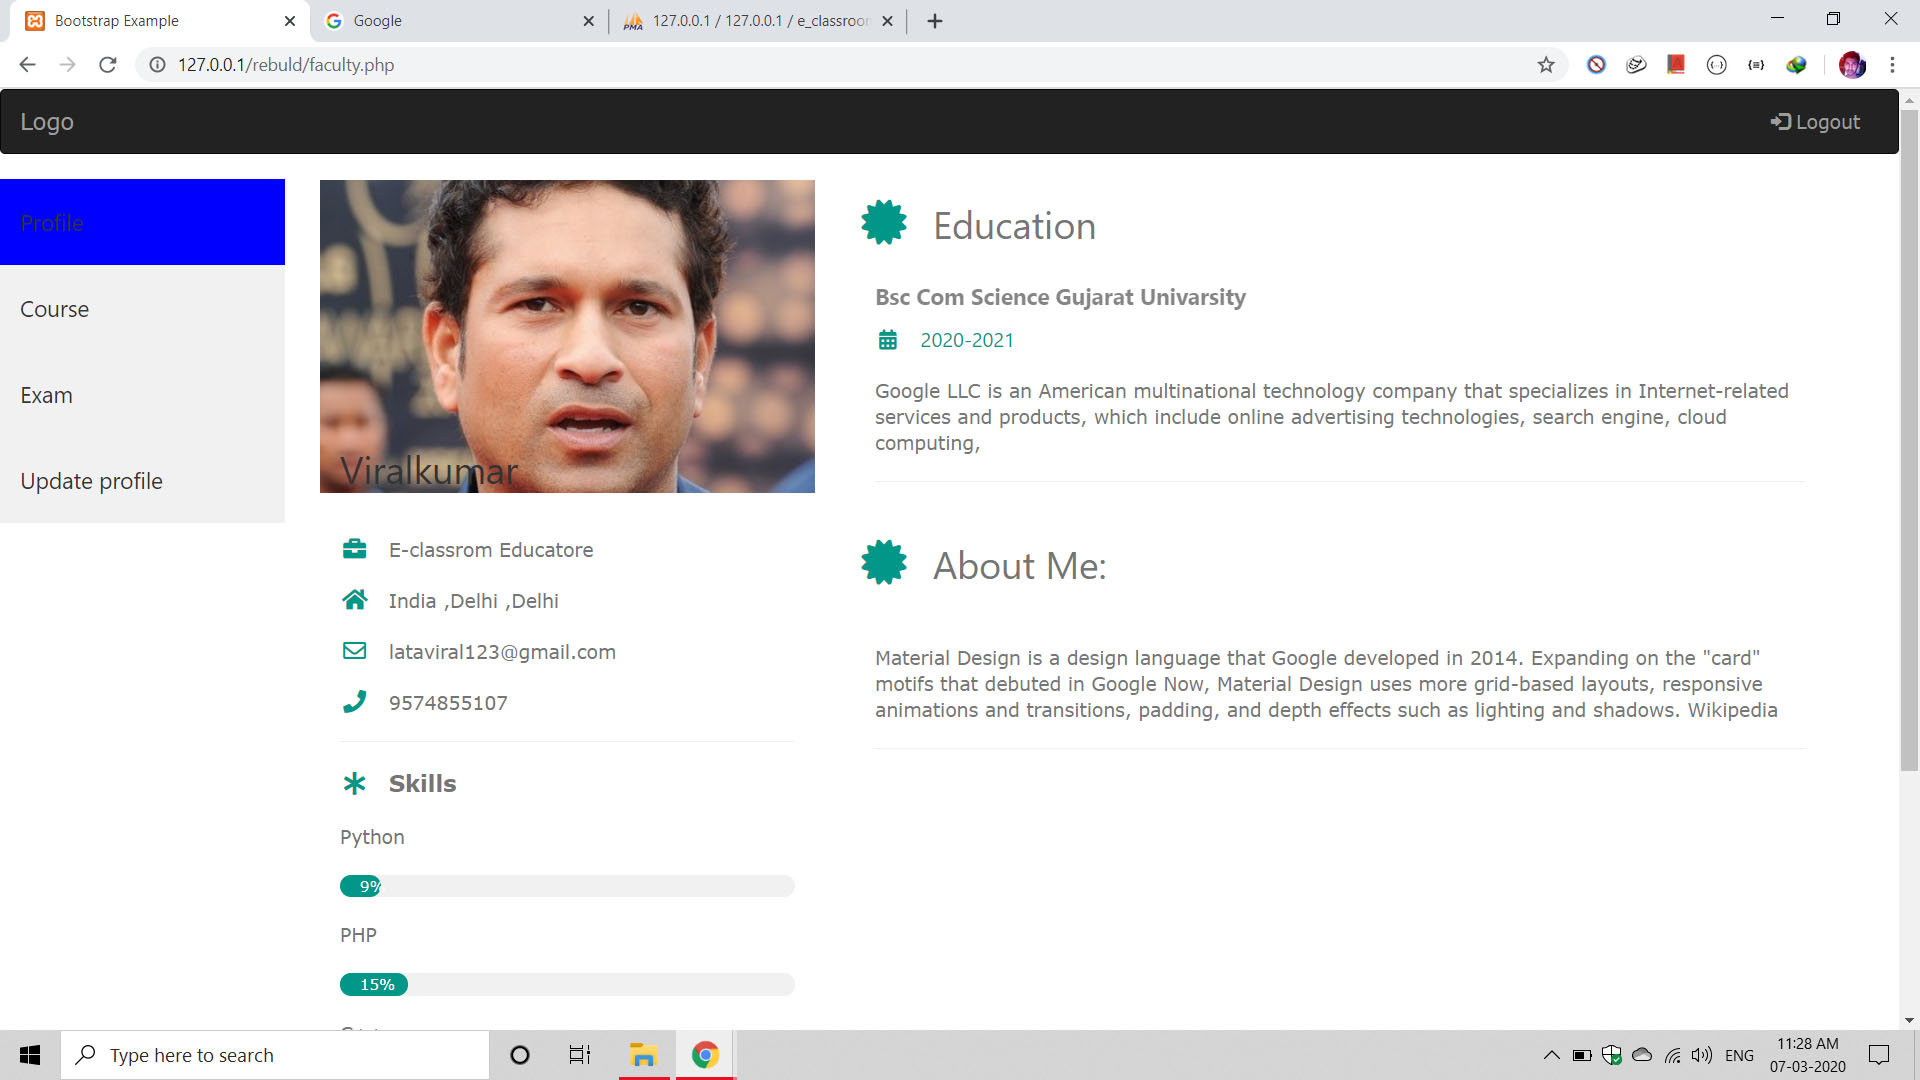 Bootstrap Example
Google
127.0.0.1 / 127.0.0.1 / e_classroom
127.0.0.1/rebuld/faculty.php
Logo
Logout
Profile
Course
Exam
Update profile
Viralkumar
E-classrom Educatore
India ,Delhi ,Delhi
lataviral123@gmail.com
9574855107
Skills
Python
9%
PHP
15%
Education
Bsc Com Science Gujarat Univarsity
2020-2021
Google LLC is an American multinational technology company that specializes in Internet-related
services and products, which include online advertising technologies, search engine, cloud
computing,
About Me:
Material Design is a design language that Google developed in 2014. Expanding on the "card"
motifs that debuted in Google Now, Material Design uses more grid-based layouts, responsive
animations and transitions, padding, and depth effects such as lighting and shadows. Wikipedia
Type here to search
ENG
11:28 AM
07-03-2020